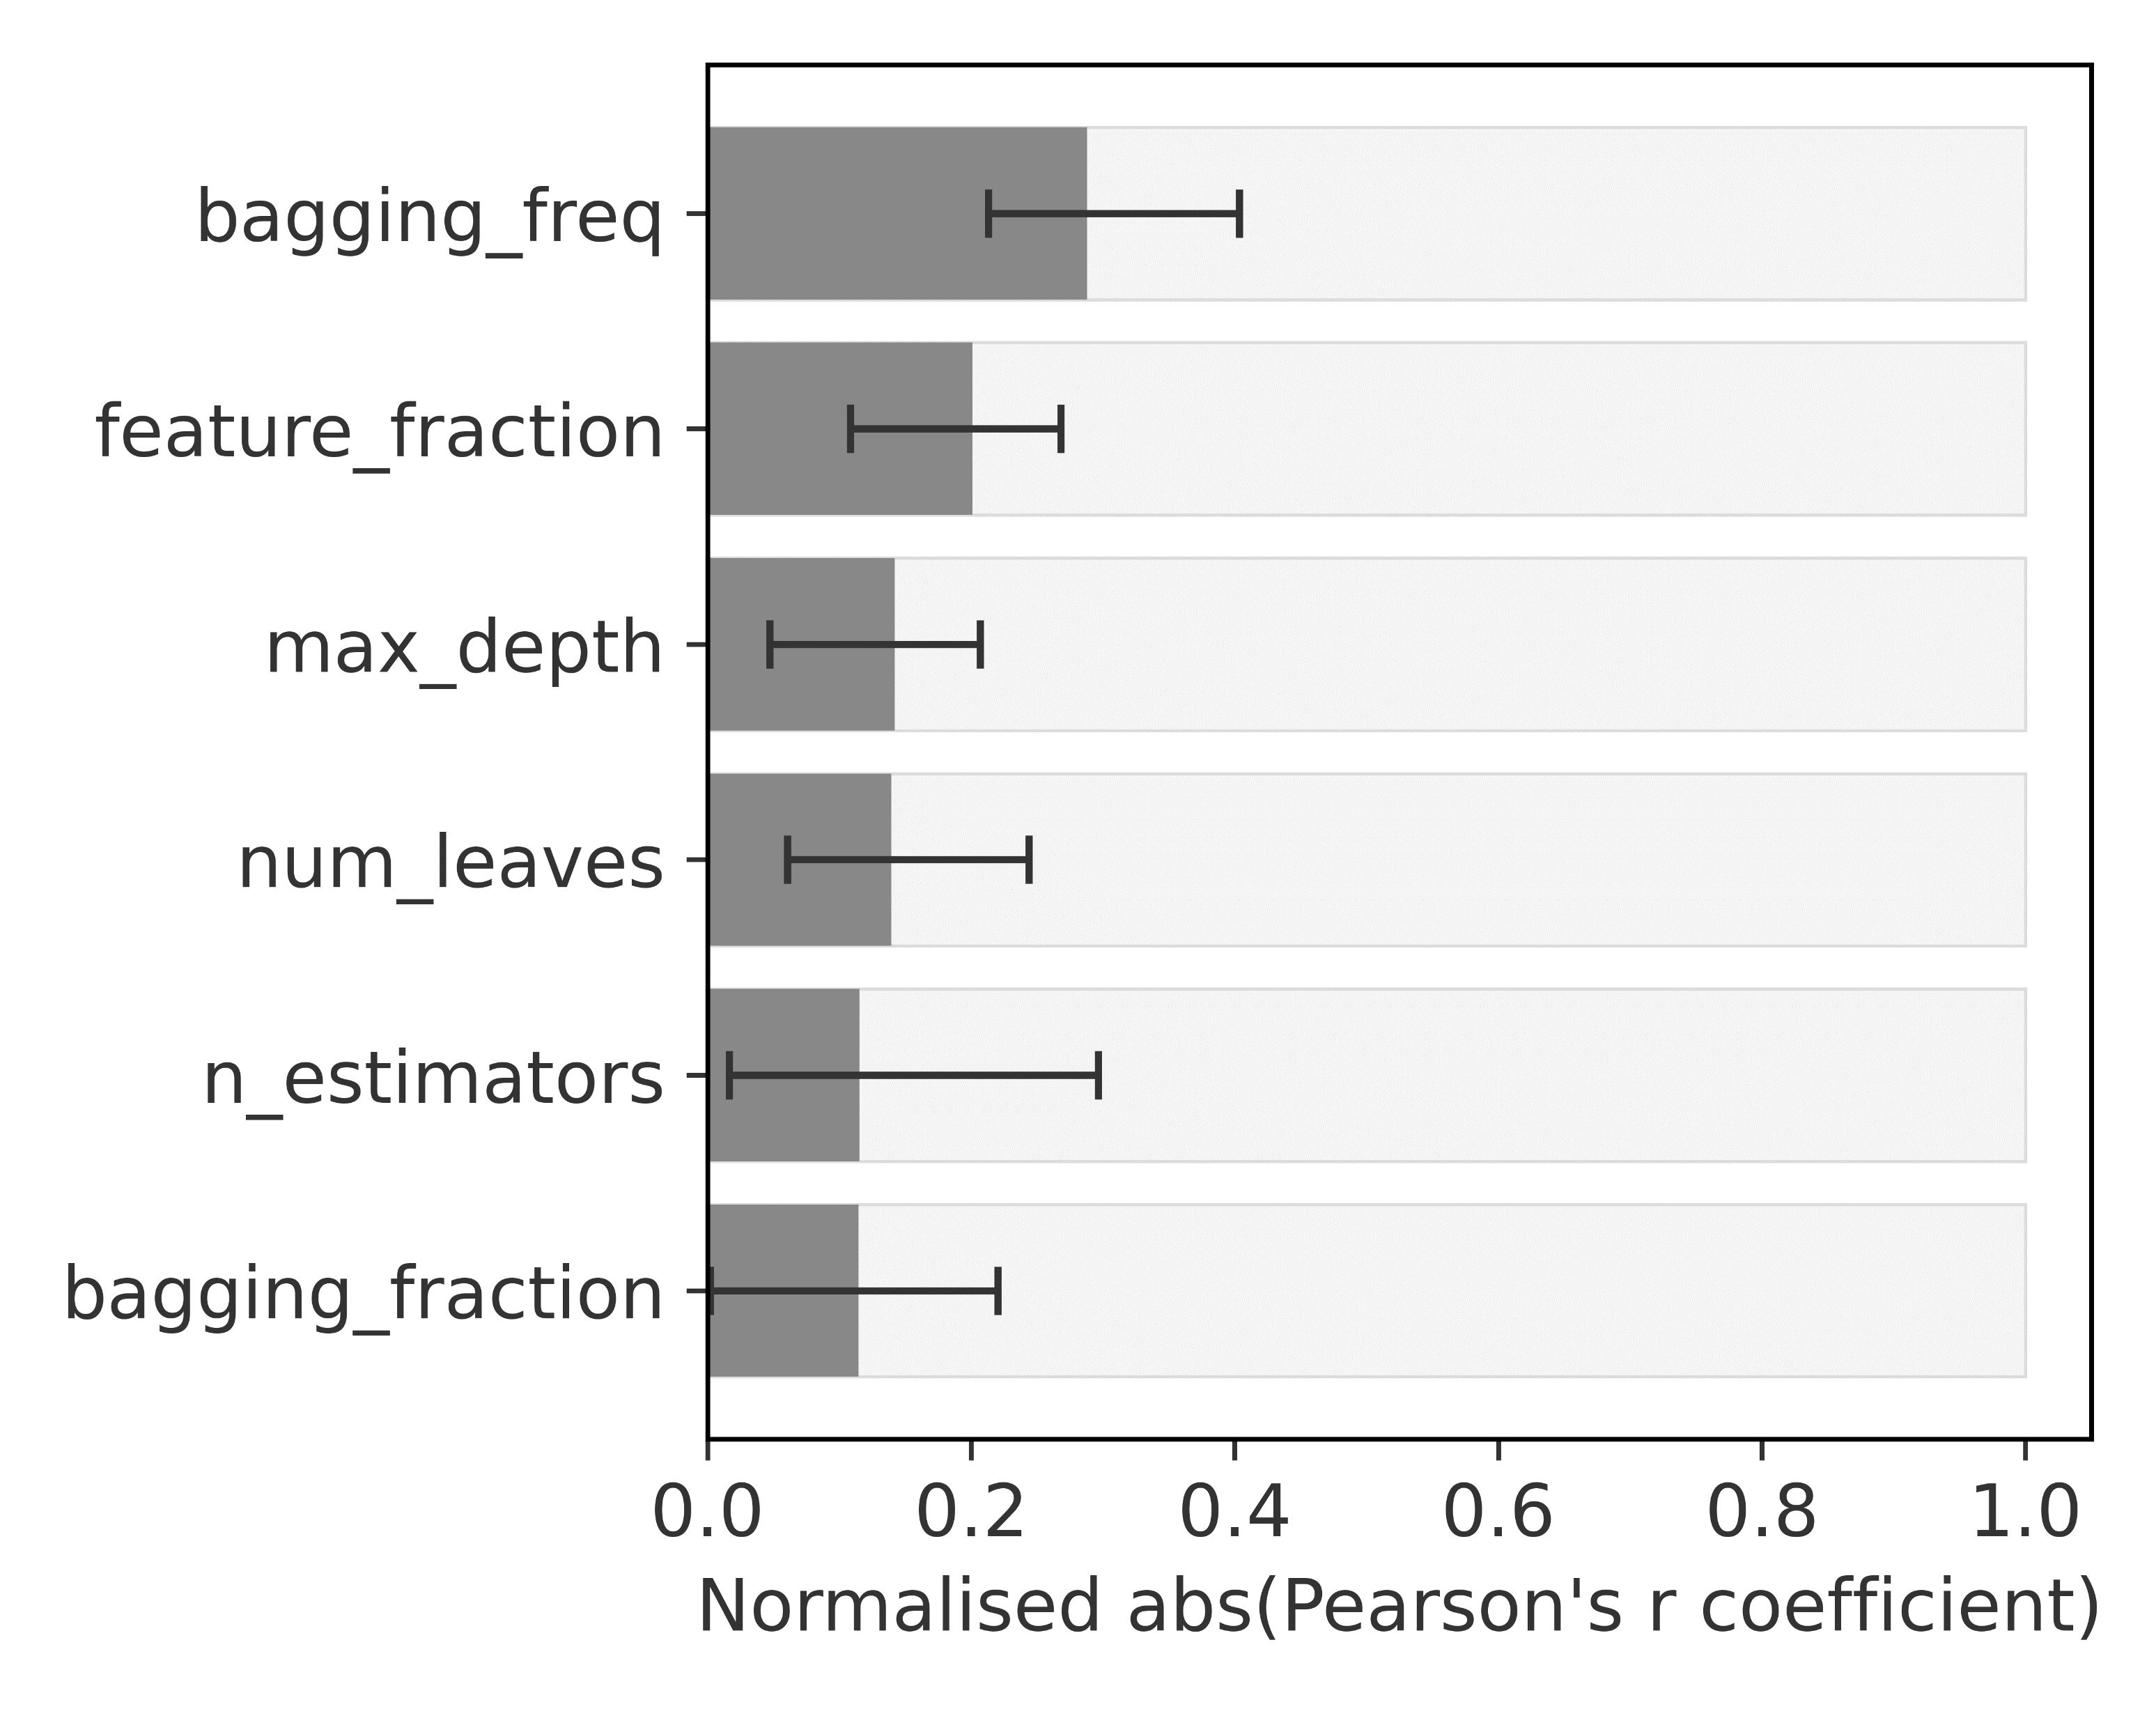 bagging_freq
feature_fraction
max_depth
num_leaves
n_estimators
bagging_fraction
0.0 0.2 0.4 0.6 0.8 1.0
Normalised abs(Pearson's r coefficient)